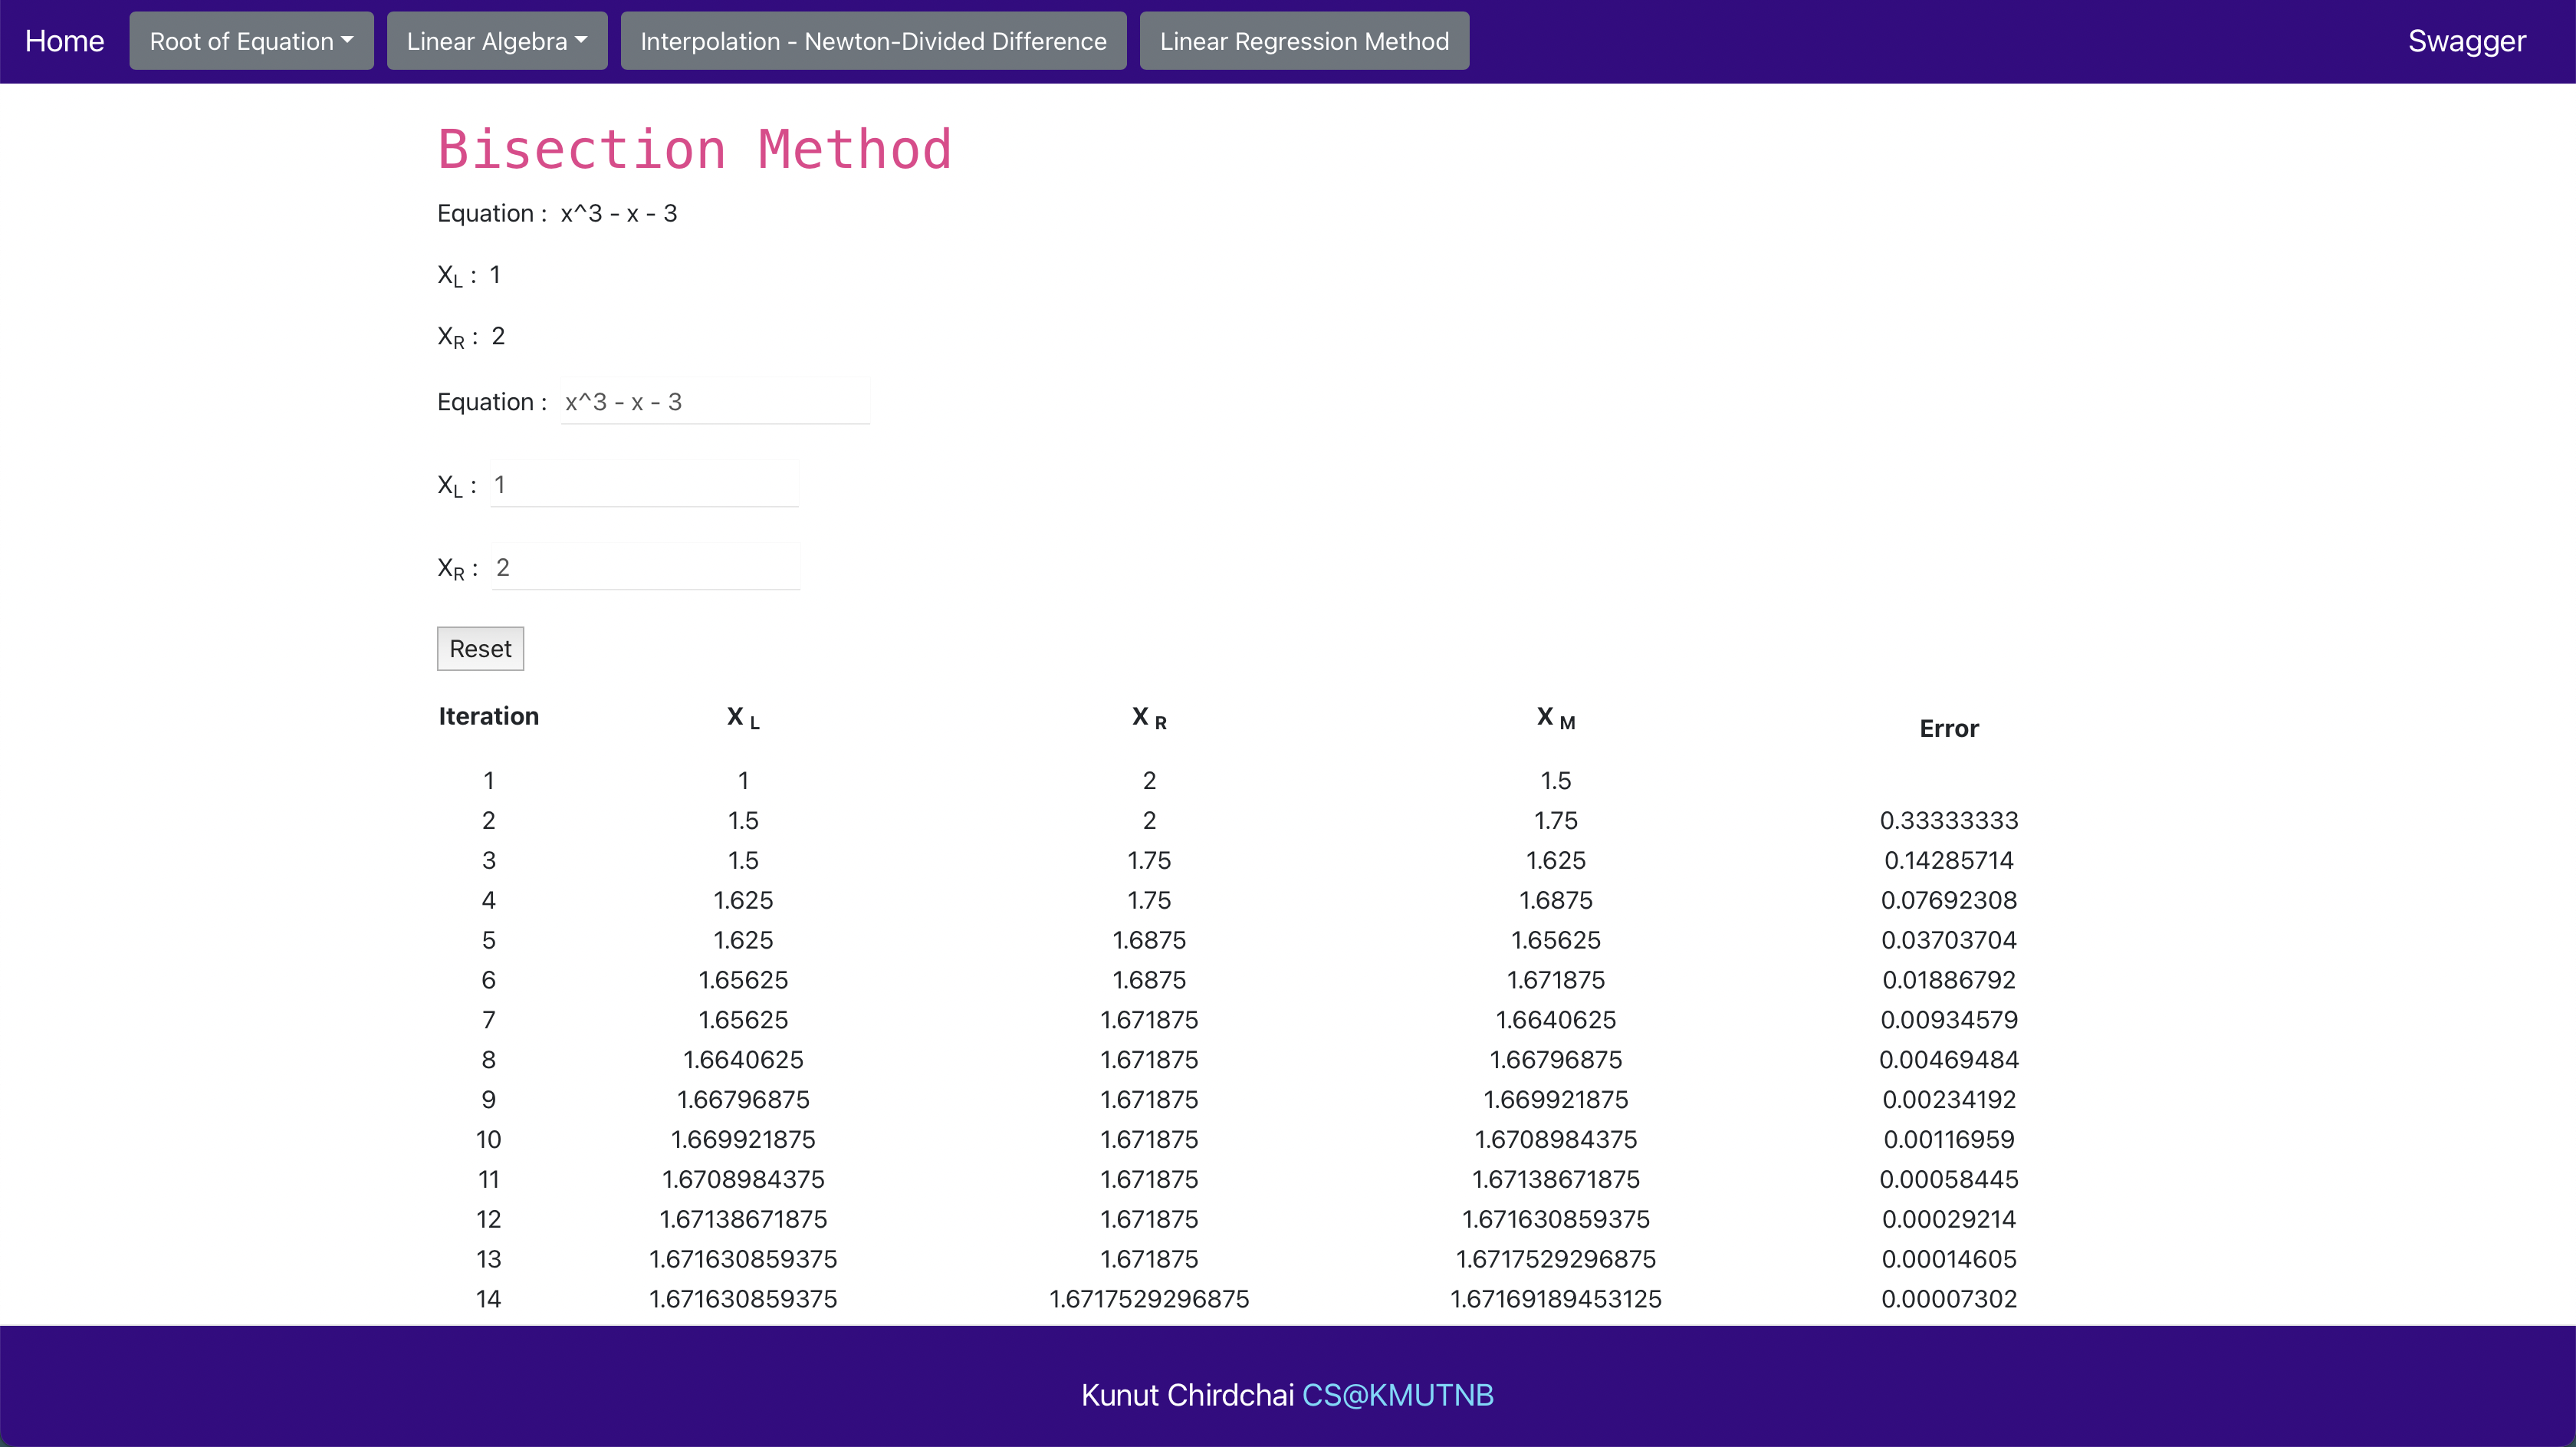 Home Root of Equation Linear Algebra Interpolation - Newton-Divided Difference Linear Regression Method Swagger
Bisection Method
Equation : x^3 - x - 3
XL : 1
XR : 2
Equation : x^3 - x - 3
XL : 1
XR : 2
Reset
Iteration X L X R X M Error
1 1 2 1.5
2 1.5 2 1.75 0.33333333
3 1.5 1.75 1.625 0.14285714
4 1.625 1.75 1.6875 0.07692308
5 1.625 1.6875 1.65625 0.03703704
6 1.65625 1.6875 1.671875 0.01886792
7 1.65625 1.671875 1.6640625 0.00934579
8 1.6640625 1.671875 1.66796875 0.00469484
9 1.66796875 1.671875 1.669921875 0.00234192
10 1.669921875 1.671875 1.6708984375 0.00116959
11 1.6708984375 1.671875 1.67138671875 0.00058445
12 1.67138671875 1.671875 1.671630859375 0.00029214
13 1.671630859375 1.671875 1.6717529296875 0.00014605
14 1.671630859375 1.6717529296875 1.67169189453125 0.00007302
Kunut Chirdchai CS@KMUTNB